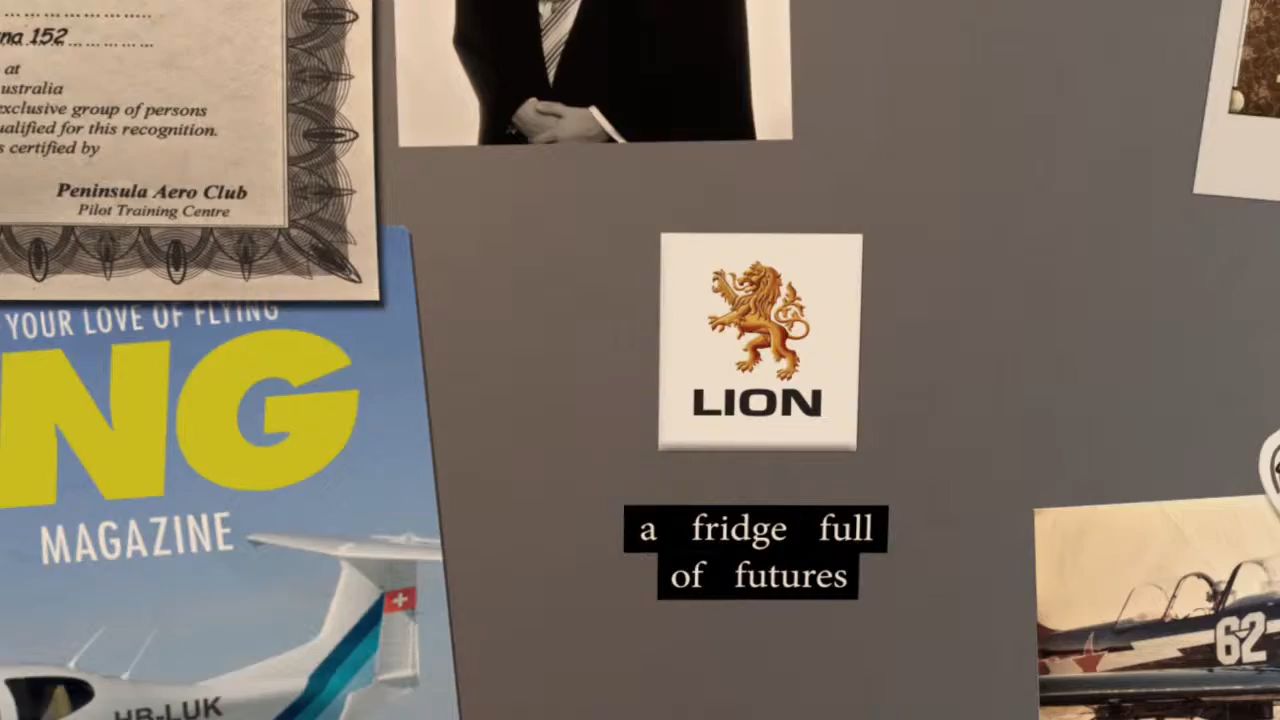 na 152
at
ustralia
exclusive group of persons
ualified for this recognition.
s certified by
Peninsula Aero Club
Pilot Training Centre
YOUR LOVE OF FLYING
NG
MAGAZINE
HB-LUK
LION
a fridge full
of futures
62